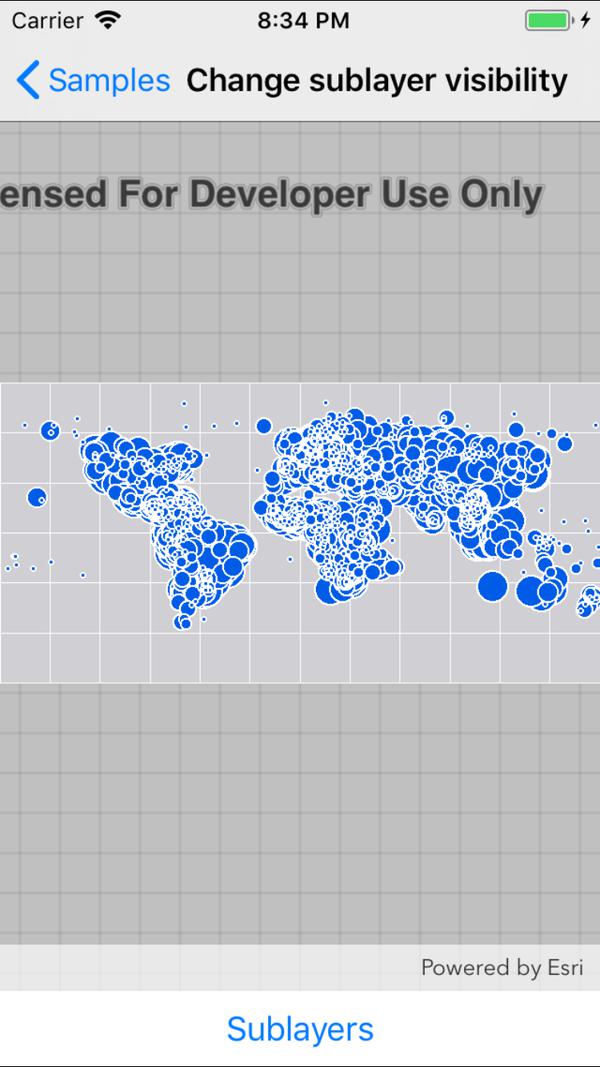 Carrier 8:34 PM
Samples Change sublayer visibility
ensed For Developer Use Only
Powered by Esri
Sublayers